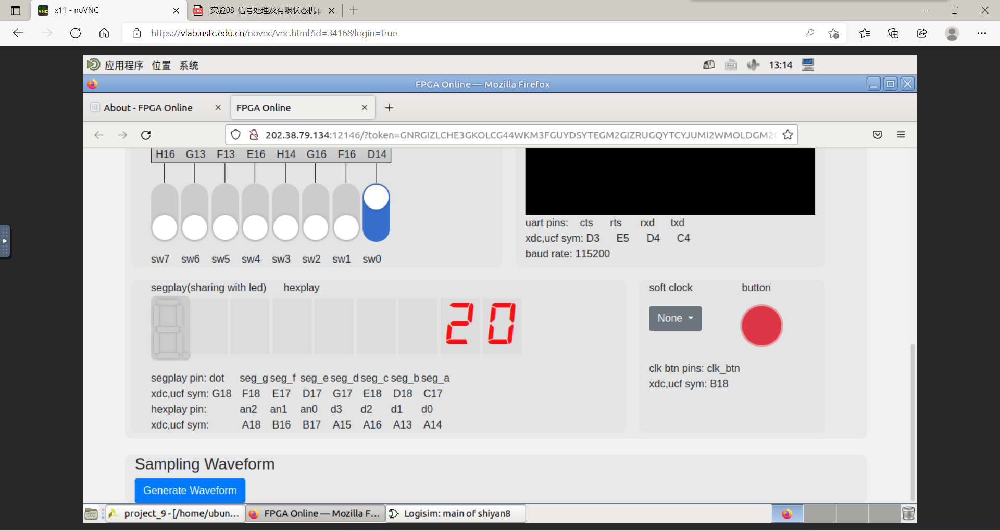 x11 - noVNC
实验08_信号处理及有限状态机.p
https://vlab.ustc.edu.cn/novnc/vnc.html?id=3416&login=true
应用程序 位置 系统
13:14
FPGA Online — Mozilla Firefox
About - FPGA Online
FPGA Online
202.38.79.134:12146/?token=GNRGIZLCHE3GKOLCG44WKM3FGUYDSYTEGM2GIZRUGQYTCYJUMI2WMOLDGM2
H16 G13 F13 E16 H14 G16 F16 D14
sw7 sw6 sw5 sw4 sw3 sw2 sw1 sw0
uart pins: cts rts rxd txd
xdc,ucf sym: D3 E5 D4 C4
baud rate: 115200
segplay(sharing with led) hexplay
20
segplay pin: dot seg_g seg_f seg_e seg_d seg_c seg_b seg_a
xdc,ucf sym: G18 F18 E17 D17 G17 E18 D18 C17
hexplay pin: an2 an1 an0 d3 d2 d1 d0
xdc,ucf sym: A18 B16 B17 A15 A16 A13 A14
soft clock button
None
clk btn pins: clk_btn
xdc,ucf sym: B18
Sampling Waveform
Generate Waveform
project_9 - [/home/ubun...
FPGA Online — Mozilla F...
Logisim: main of shiyan8